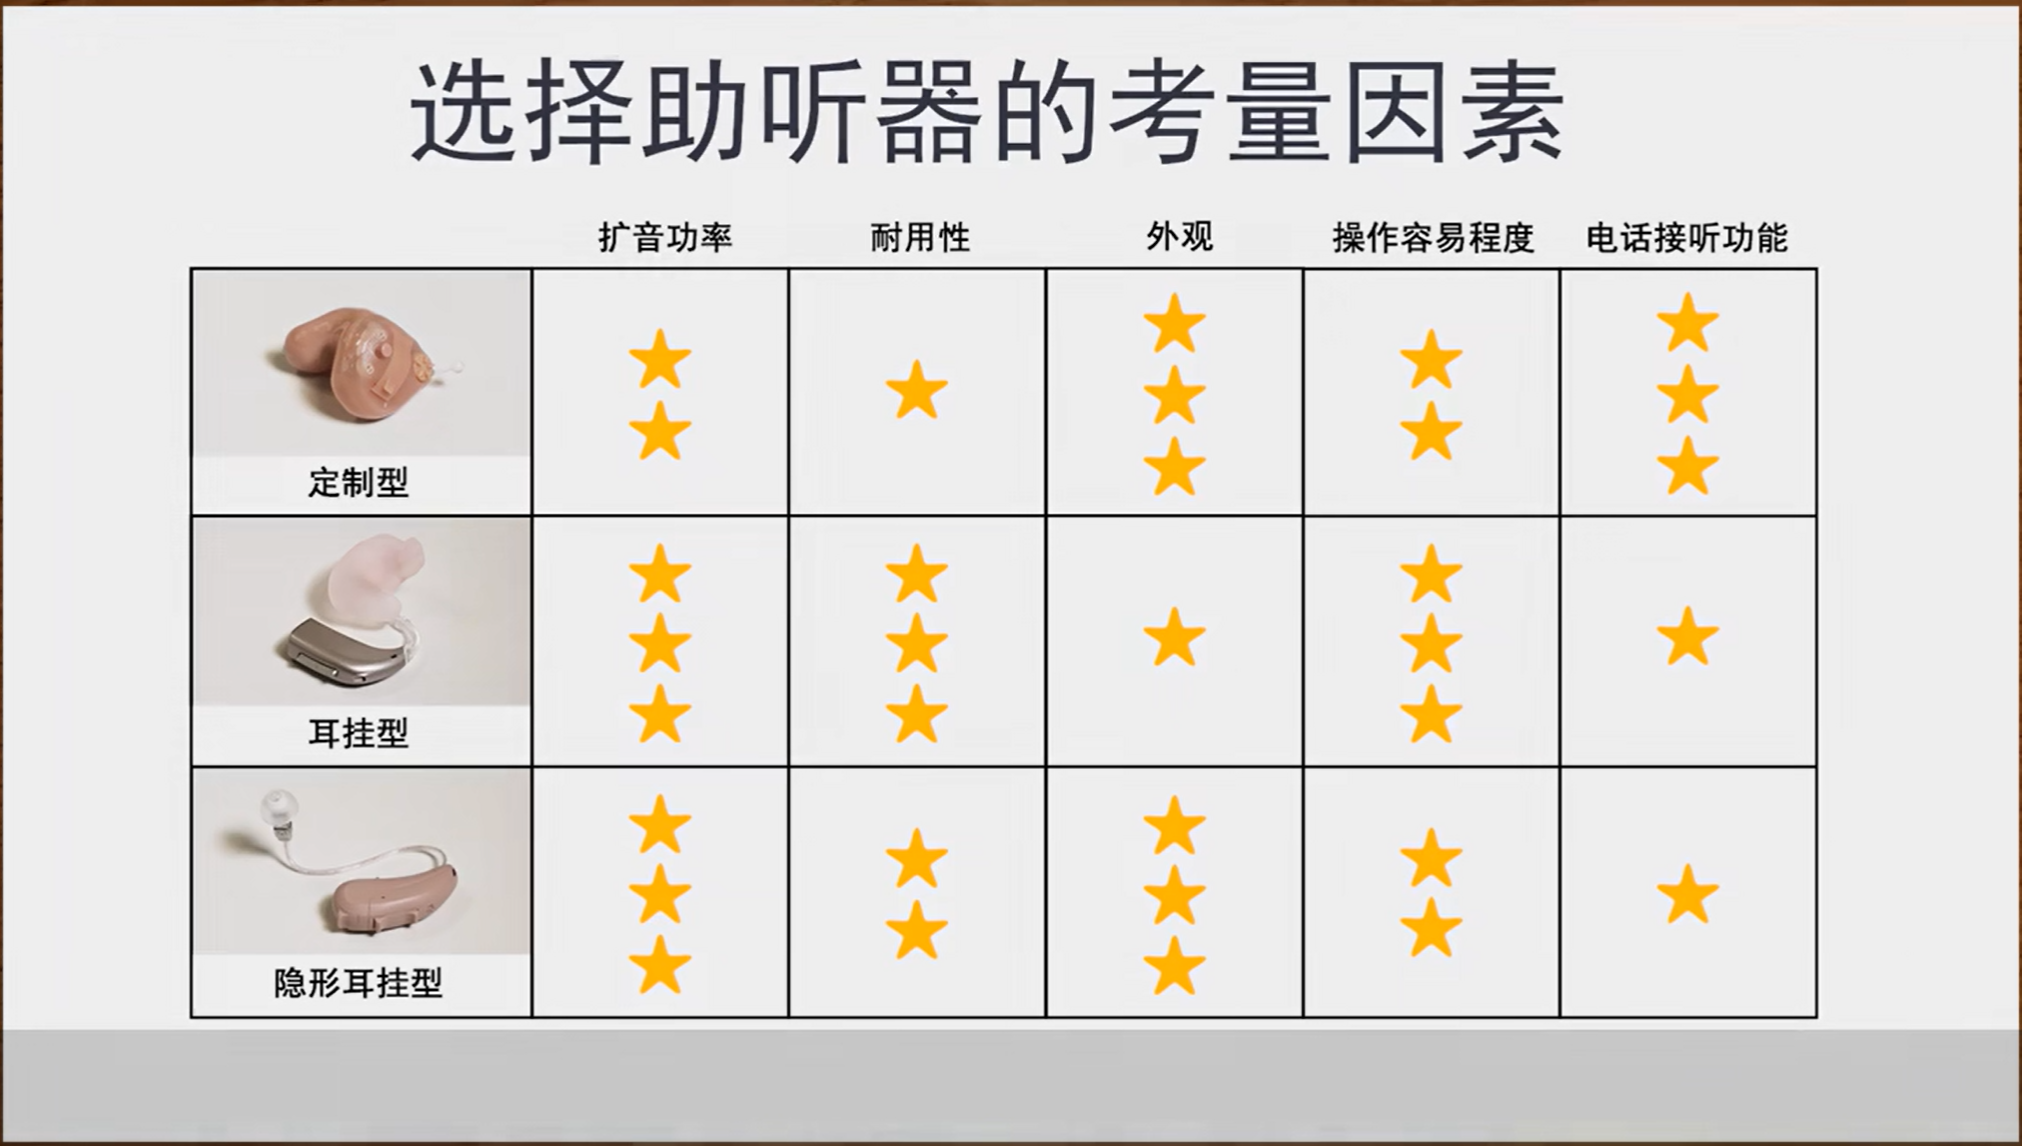 选择助听器的考量因素
扩音功率 耐用性 外观 操作容易程度 电话接听功能
定制型
耳挂型
隐形耳挂型